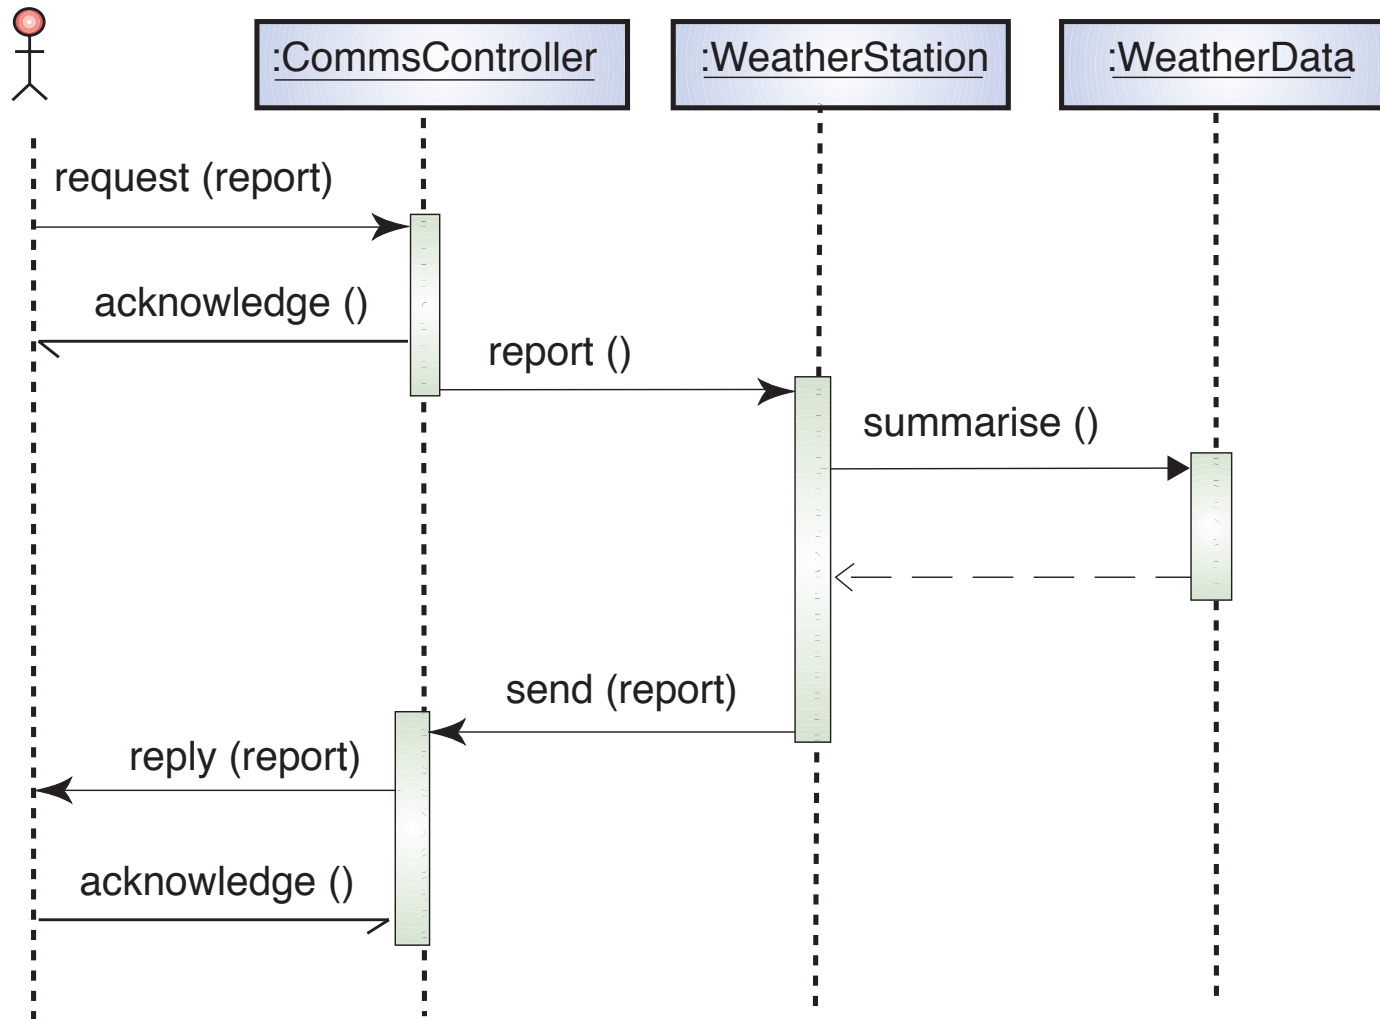 :CommsController
:WeatherStation
:WeatherData
request (report)
acknowledge ()
report ()
summarise ()
send (report)
reply (report)
acknowledge ()